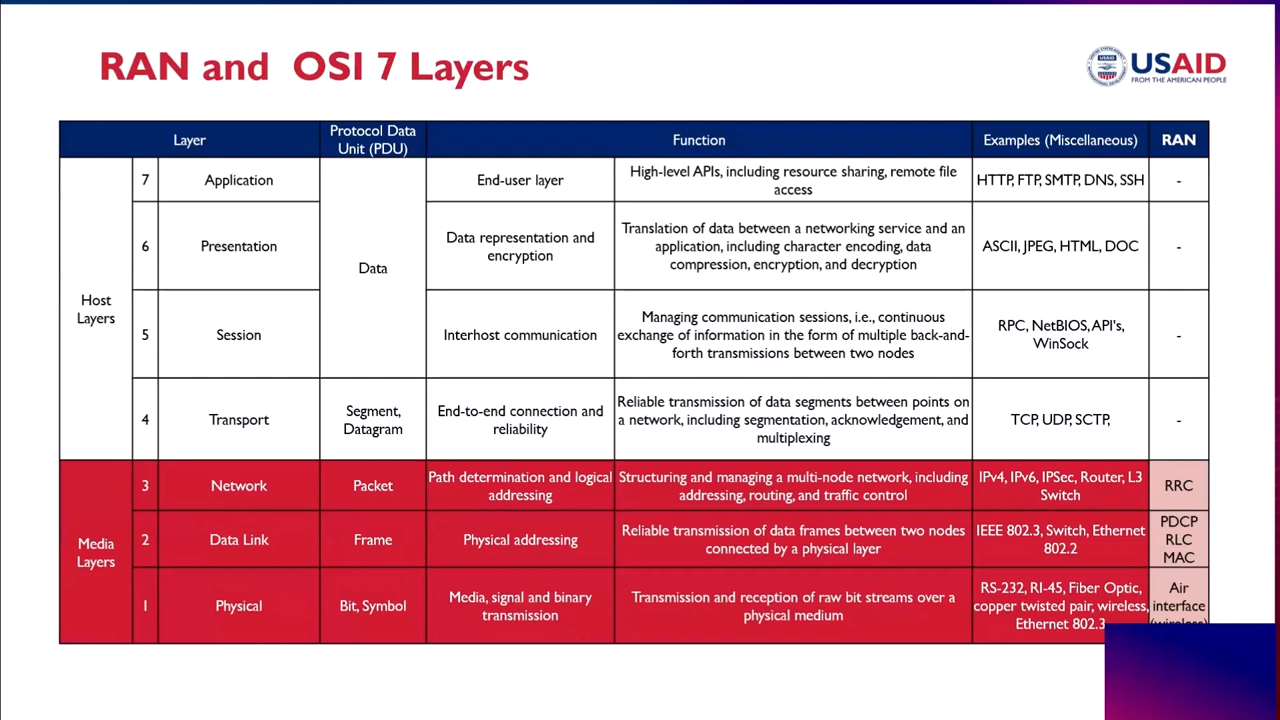 RAN and OSI 7 Layers
USAID
FROM THE AMERICAN PEOPLE
Layer
Protocol Data
Unit (PDU)
Function
Examples (Miscellaneous)
RAN
Host
Layers
7
Application
Data
End-user layer
High-level APIs, including resource sharing, remote file
access
HTTP, FTP, SMTP, DNS, SSH
-
6
Presentation
Data representation and
encryption
Translation of data between a networking service and an
application, including character encoding, data
compression, encryption, and decryption
ASCII, JPEG, HTML, DOC
-
5
Session
Interhost communication
Managing communication sessions, i.e., continuous
exchange of information in the form of multiple back-and-
forth transmissions between two nodes
RPC, NetBIOS, API's,
WinSock
-
4
Transport
Segment,
Datagram
End-to-end connection and
reliability
Reliable transmission of data segments between points on
a network, including segmentation, acknowledgement, and
multiplexing
TCP, UDP, SCTP,
-
Media
Layers
3
Network
Packet
Path determination and logical
addressing
Structuring and managing a multi-node network, including
addressing, routing, and traffic control
IPv4, IPv6, IPSec, Router, L3
Switch
RRC
2
Data Link
Frame
Physical addressing
Reliable transmission of data frames between two nodes
connected by a physical layer
IEEE 802.3, Switch, Ethernet
802.2
PDCP
RLC
MAC
1
Physical
Bit, Symbol
Media, signal and binary
transmission
Transmission and reception of raw bit streams over a
physical medium
RS-232, RI-45, Fiber Optic,
copper twisted pair, wireless,
Ethernet 802.3
Air
interface
(wireless)